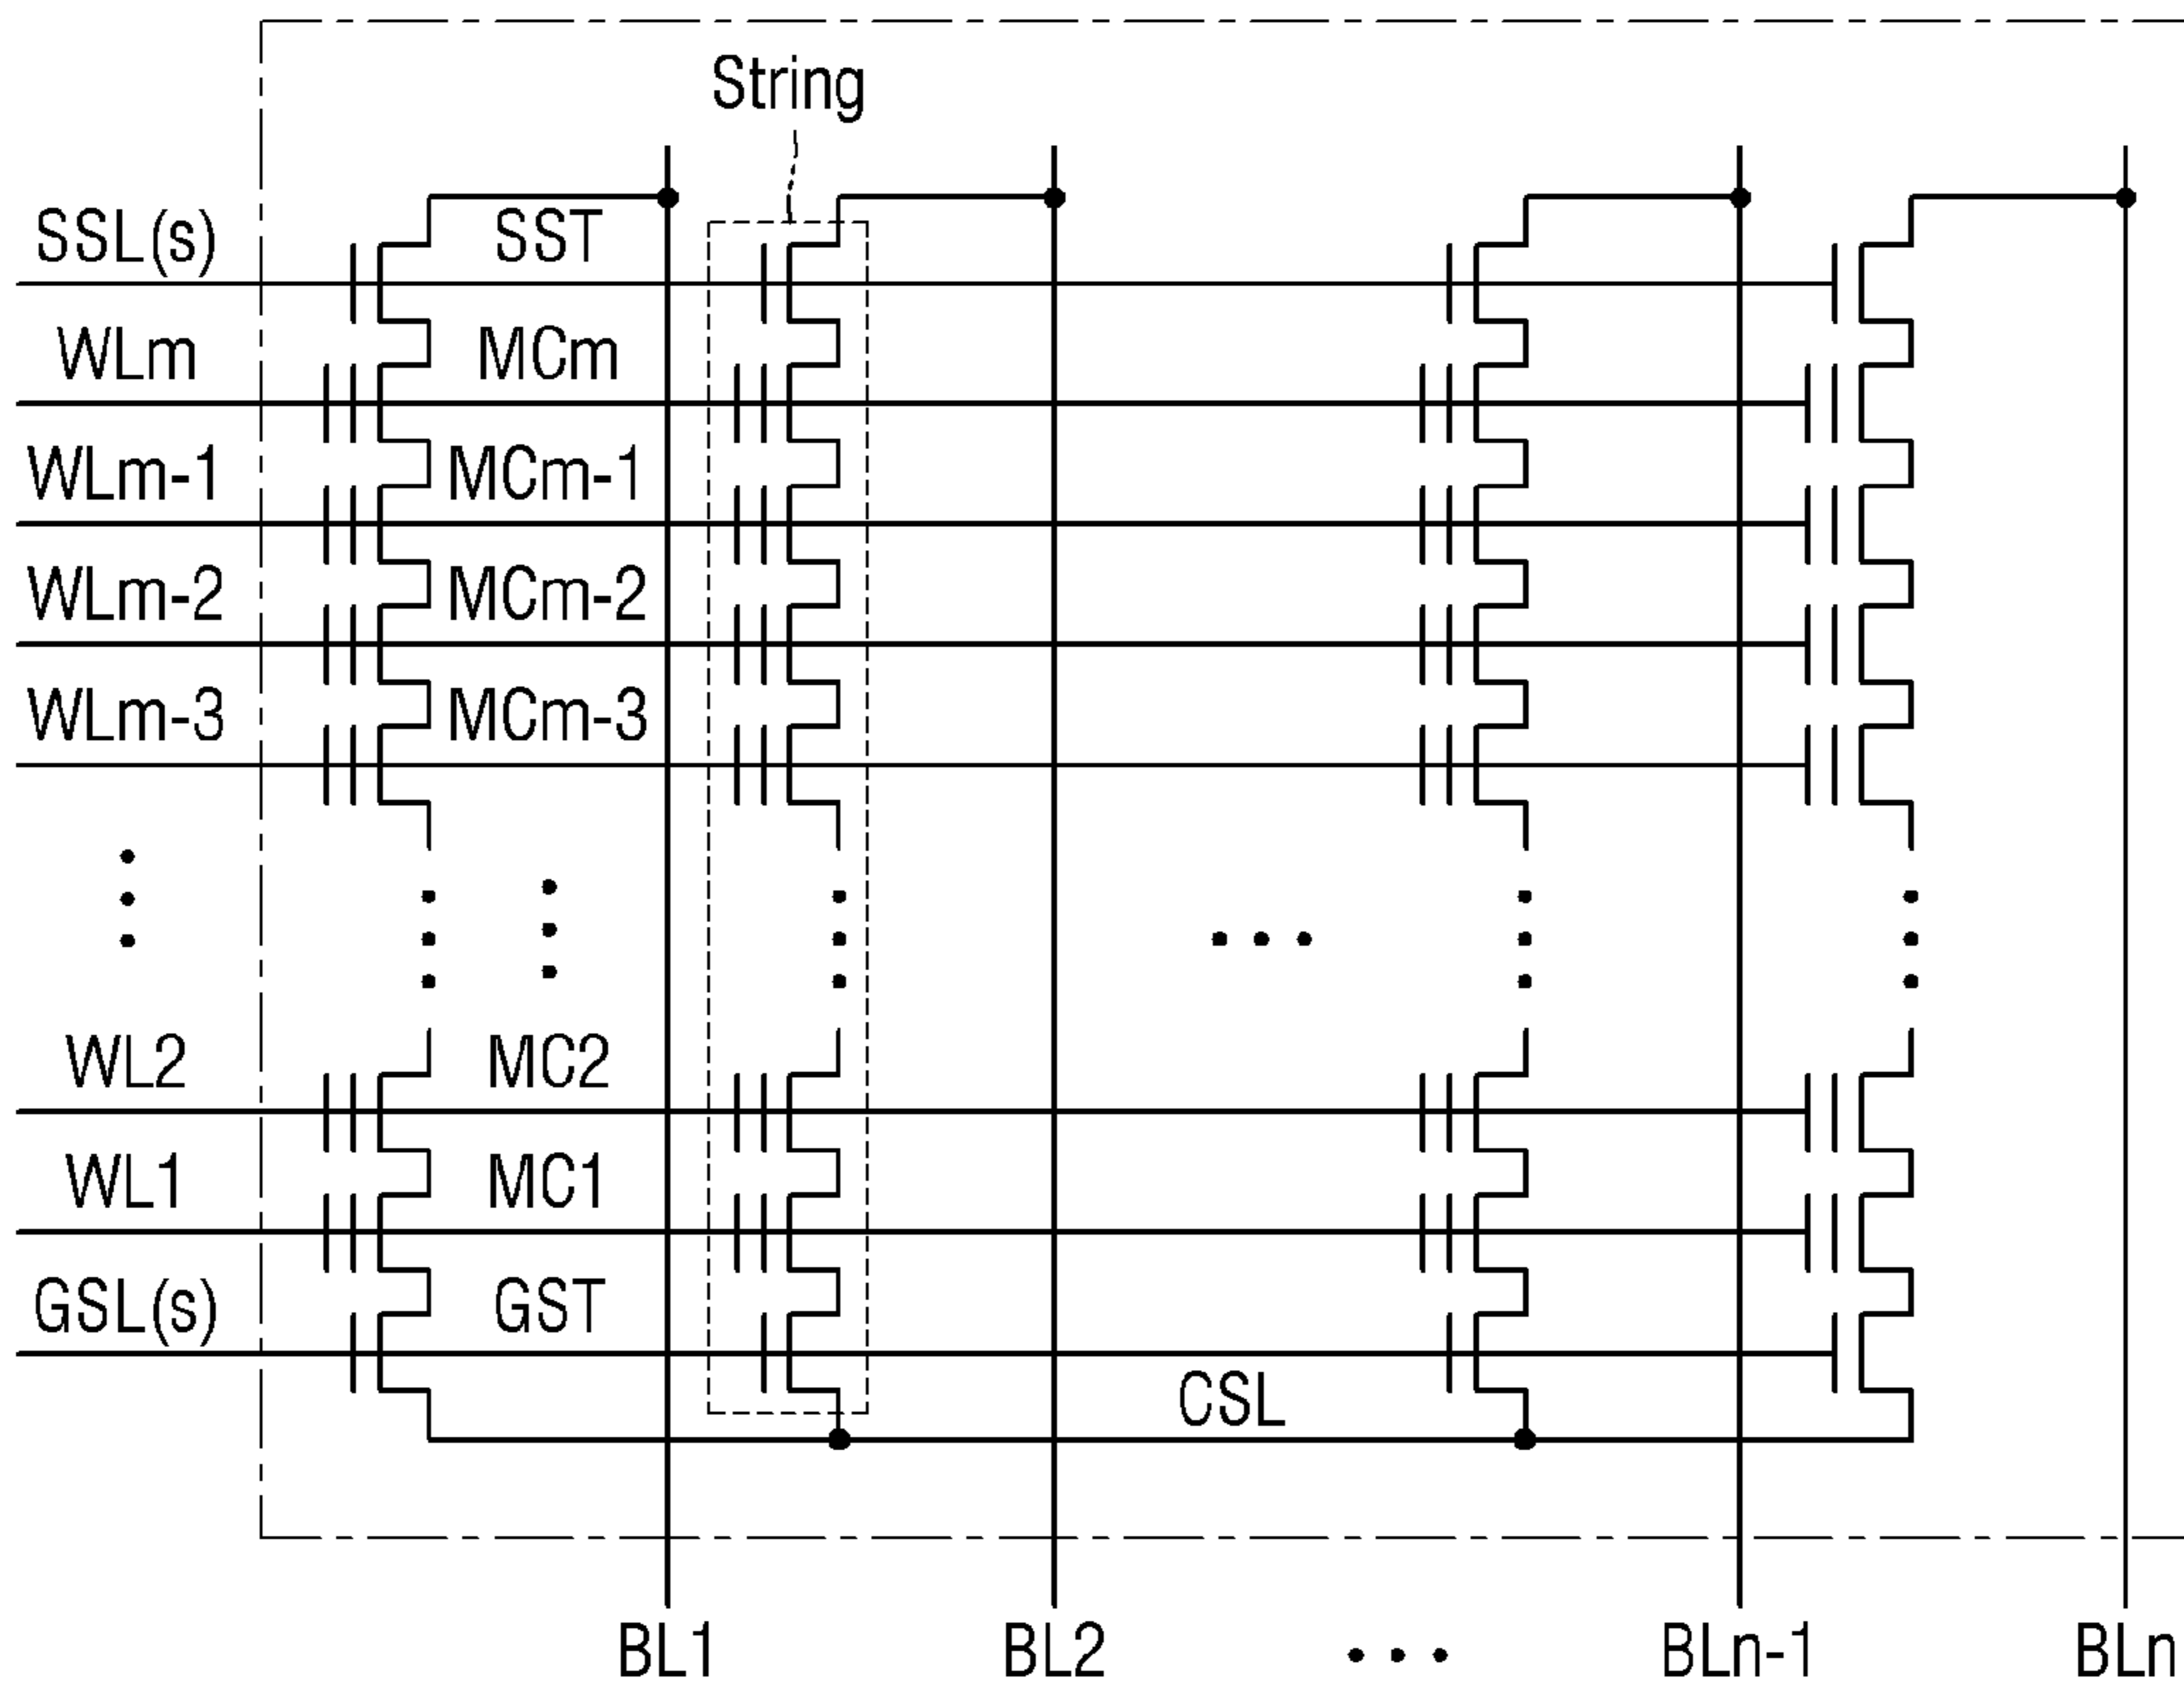 String
SSL(s) SST
WLm MCm
WLm-1 MCm-1
WLm-2 MCm-2
WLm-3 MCm-3
WL2 MC2
WL1 MC1
GSL(s) GST
CSL
BL1 BL2 BLn-1 BLn